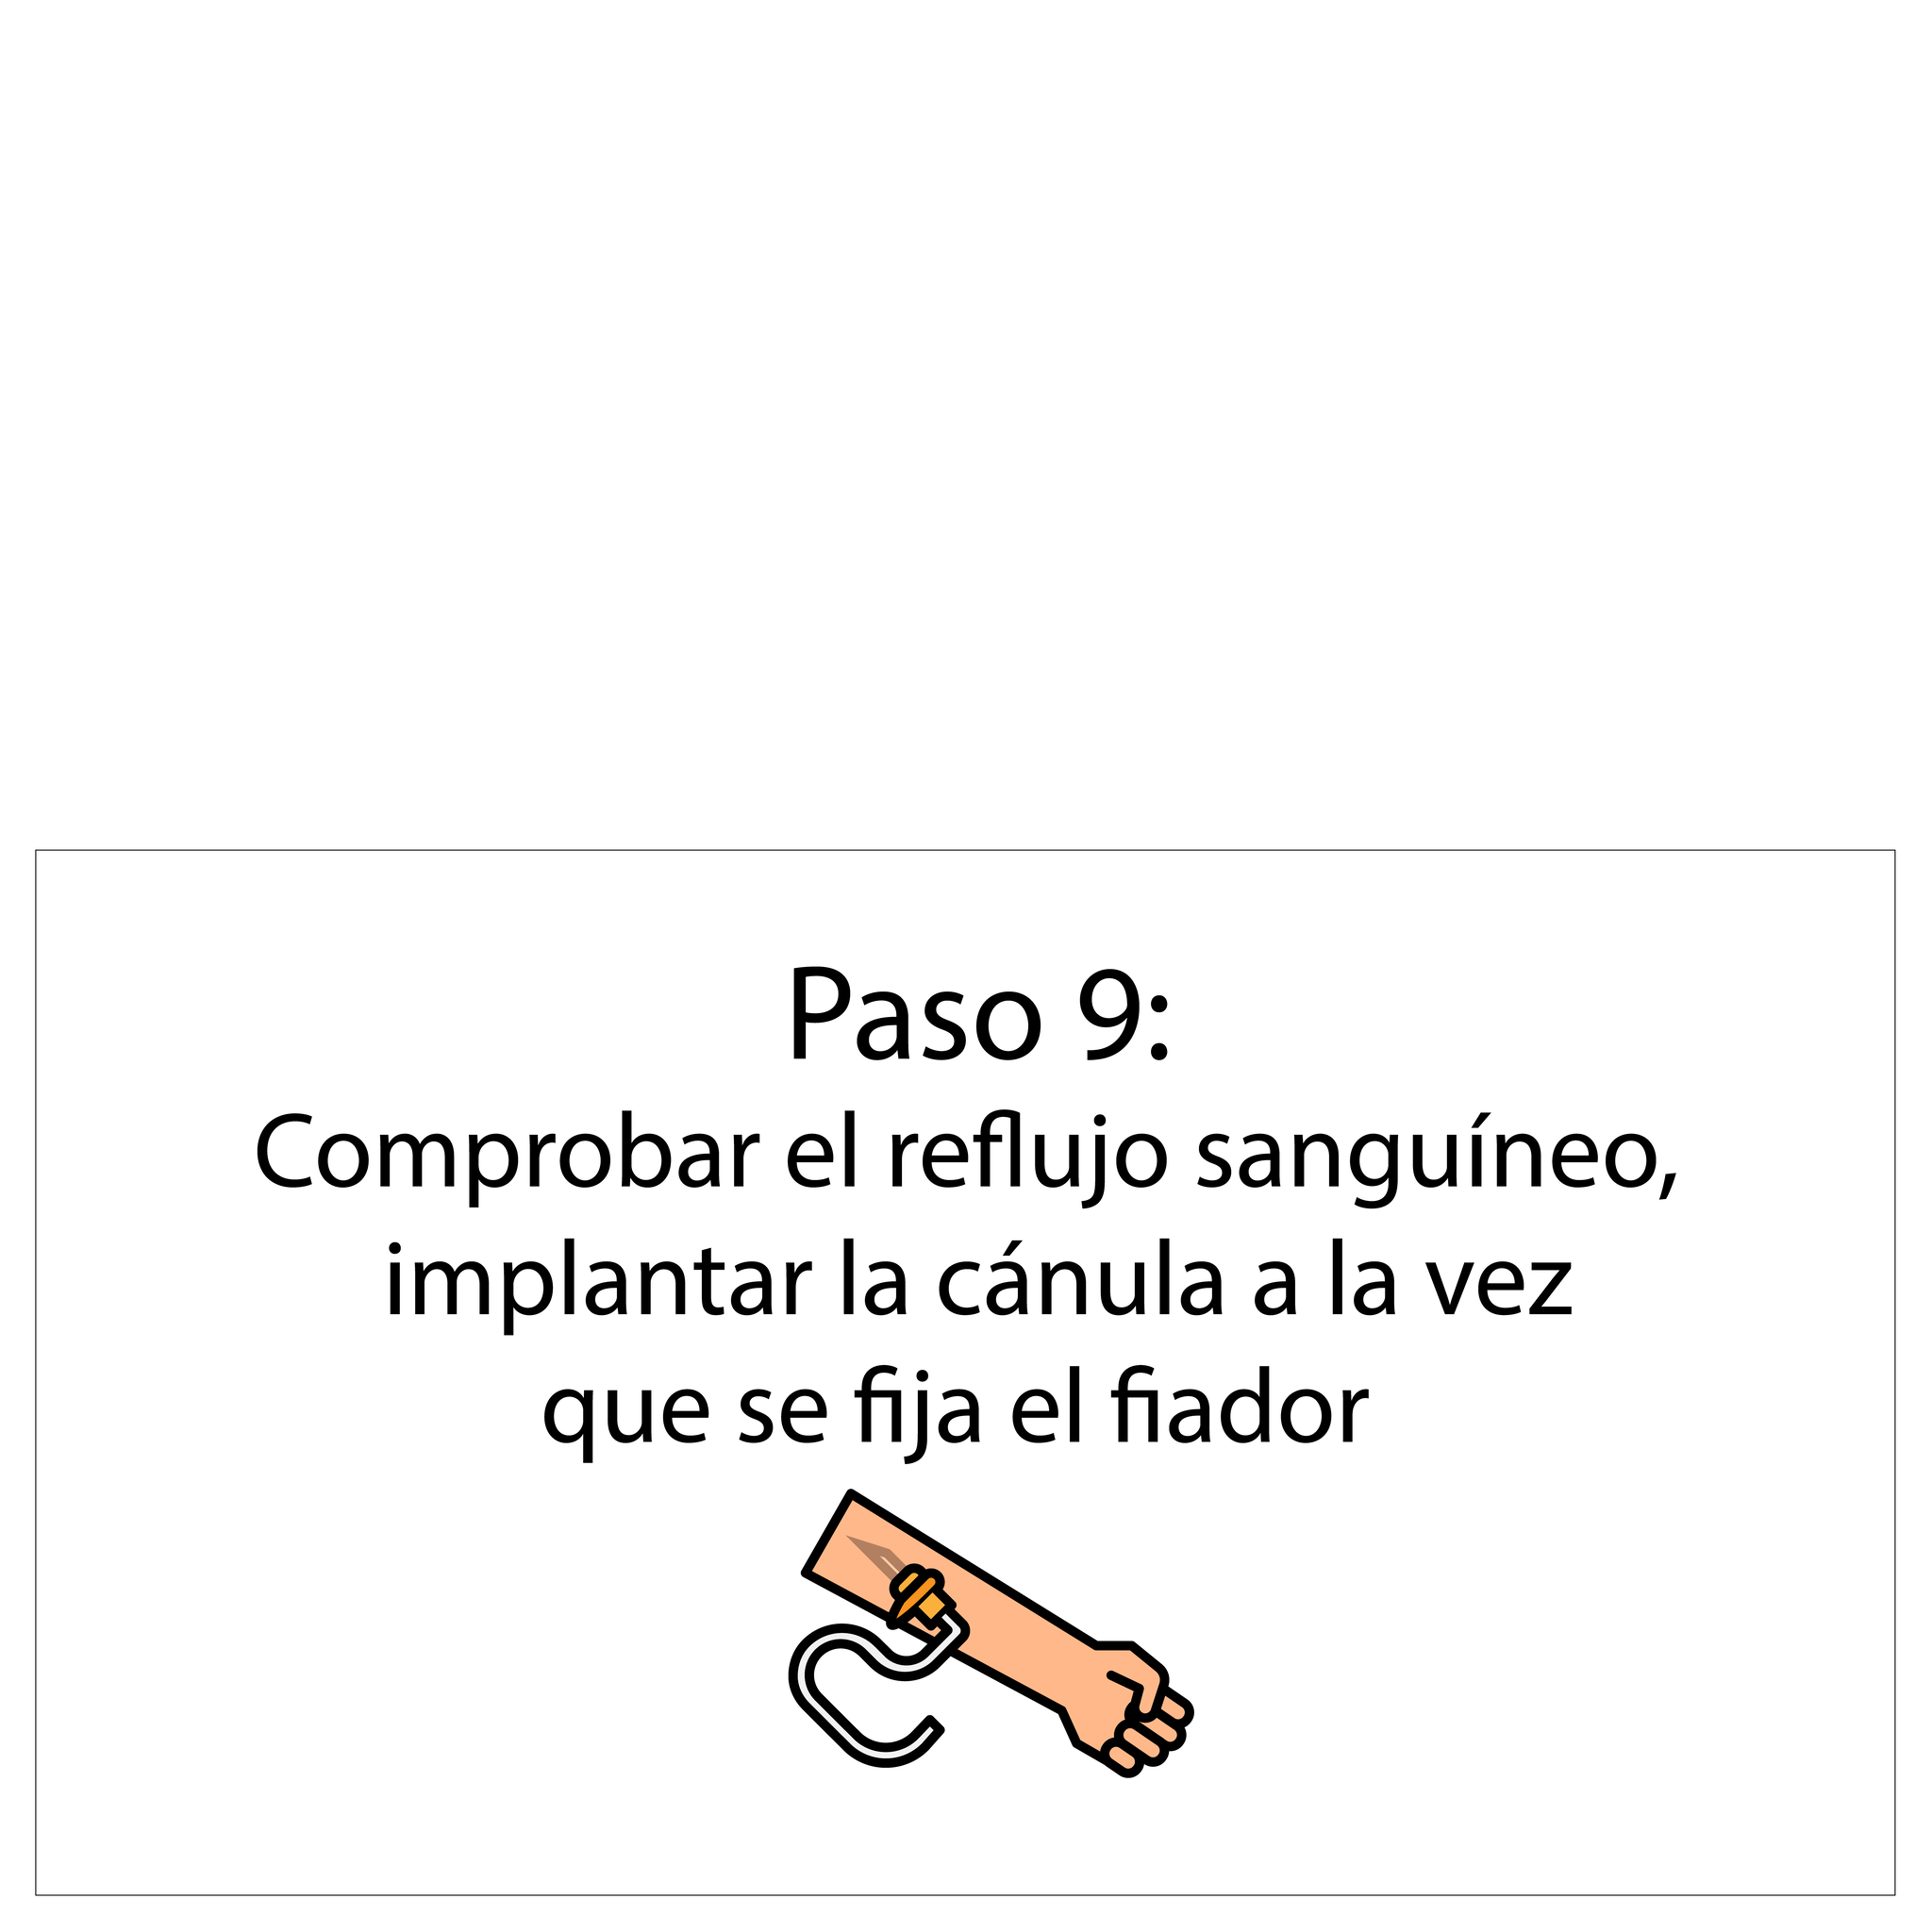 Paso 9:
Comprobar el reflujo sanguíneo,
implantar la cánula a la vez
que se fija el fiador